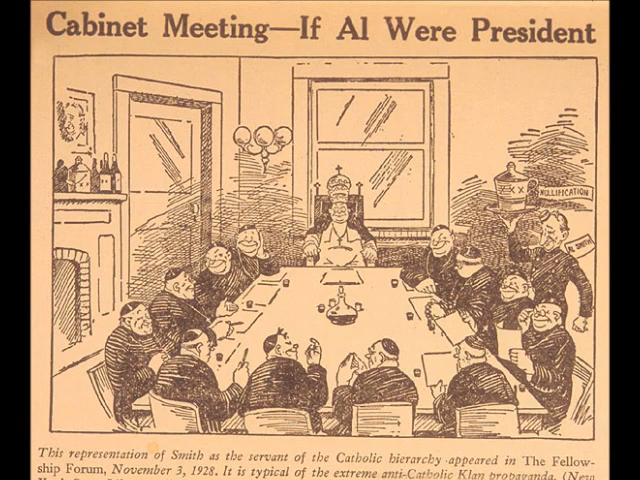 Cabinet Meeting—If Al Were President
XX
NULLIFICATION
AL SMITH
This representation of Smith as the servant of the Catholic hierarchy appeared in The Fellow-
ship Forum, November 3, 1928. It is typical of the extreme anti-Catholic Klan propaganda. (New